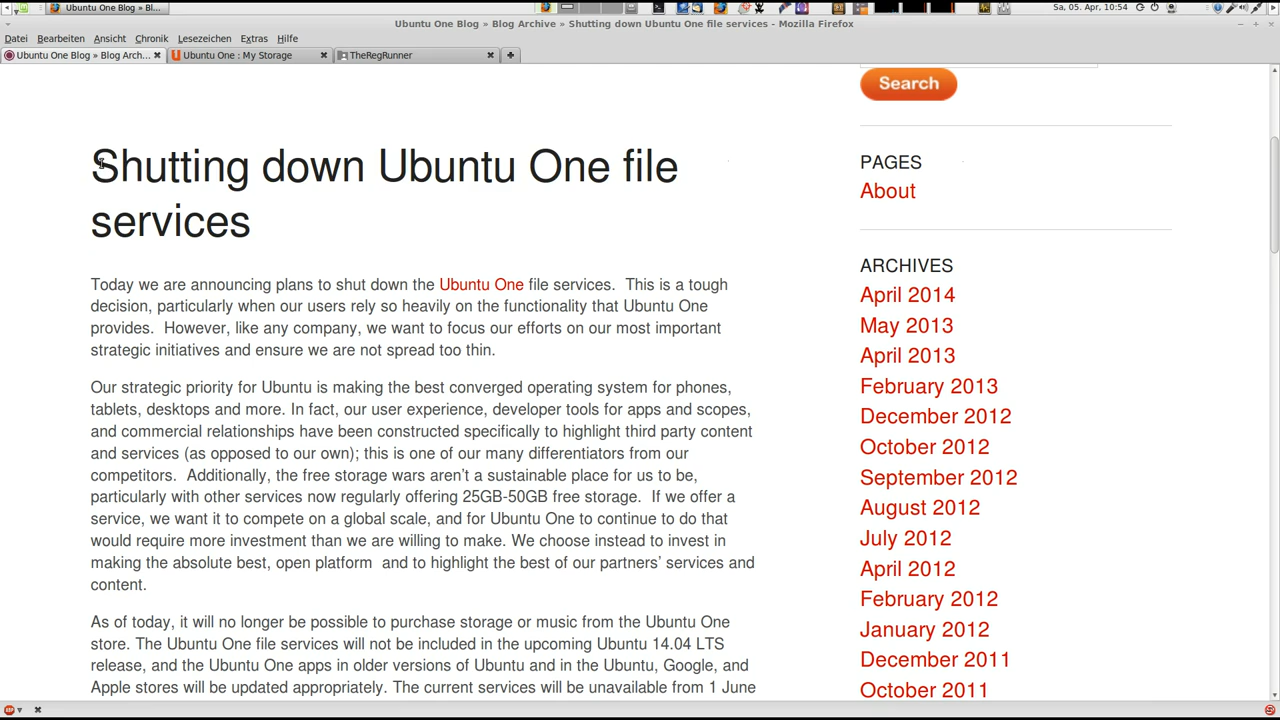 Ubuntu One Blog » Bl...
Sa, 05. Apr, 10:54
Ubuntu One Blog » Blog Archive » Shutting down Ubuntu One file services - Mozilla Firefox
Datei Bearbeiten Ansicht Chronik Lesezeichen Extras Hilfe
Ubuntu One Blog » Blog Arch... Ubuntu One : My Storage TheRegRunner
Search
Shutting down Ubuntu One file
services
Today we are announcing plans to shut down the Ubuntu One file services.  This is a tough
decision, particularly when our users rely so heavily on the functionality that Ubuntu One
provides.  However, like any company, we want to focus our efforts on our most important
strategic initiatives and ensure we are not spread too thin.
Our strategic priority for Ubuntu is making the best converged operating system for phones,
tablets, desktops and more. In fact, our user experience, developer tools for apps and scopes,
and commercial relationships have been constructed specifically to highlight third party content
and services (as opposed to our own); this is one of our many differentiators from our
competitors.  Additionally, the free storage wars aren’t a sustainable place for us to be,
particularly with other services now regularly offering 25GB-50GB free storage.  If we offer a
service, we want it to compete on a global scale, and for Ubuntu One to continue to do that
would require more investment than we are willing to make. We choose instead to invest in
making the absolute best, open platform  and to highlight the best of our partners’ services and
content.
As of today, it will no longer be possible to purchase storage or music from the Ubuntu One
store. The Ubuntu One file services will not be included in the upcoming Ubuntu 14.04 LTS
release, and the Ubuntu One apps in older versions of Ubuntu and in the Ubuntu, Google, and
Apple stores will be updated appropriately. The current services will be unavailable from 1 June
PAGES
About
ARCHIVES
April 2014
May 2013
April 2013
February 2013
December 2012
October 2012
September 2012
August 2012
July 2012
April 2012
February 2012
January 2012
December 2011
October 2011